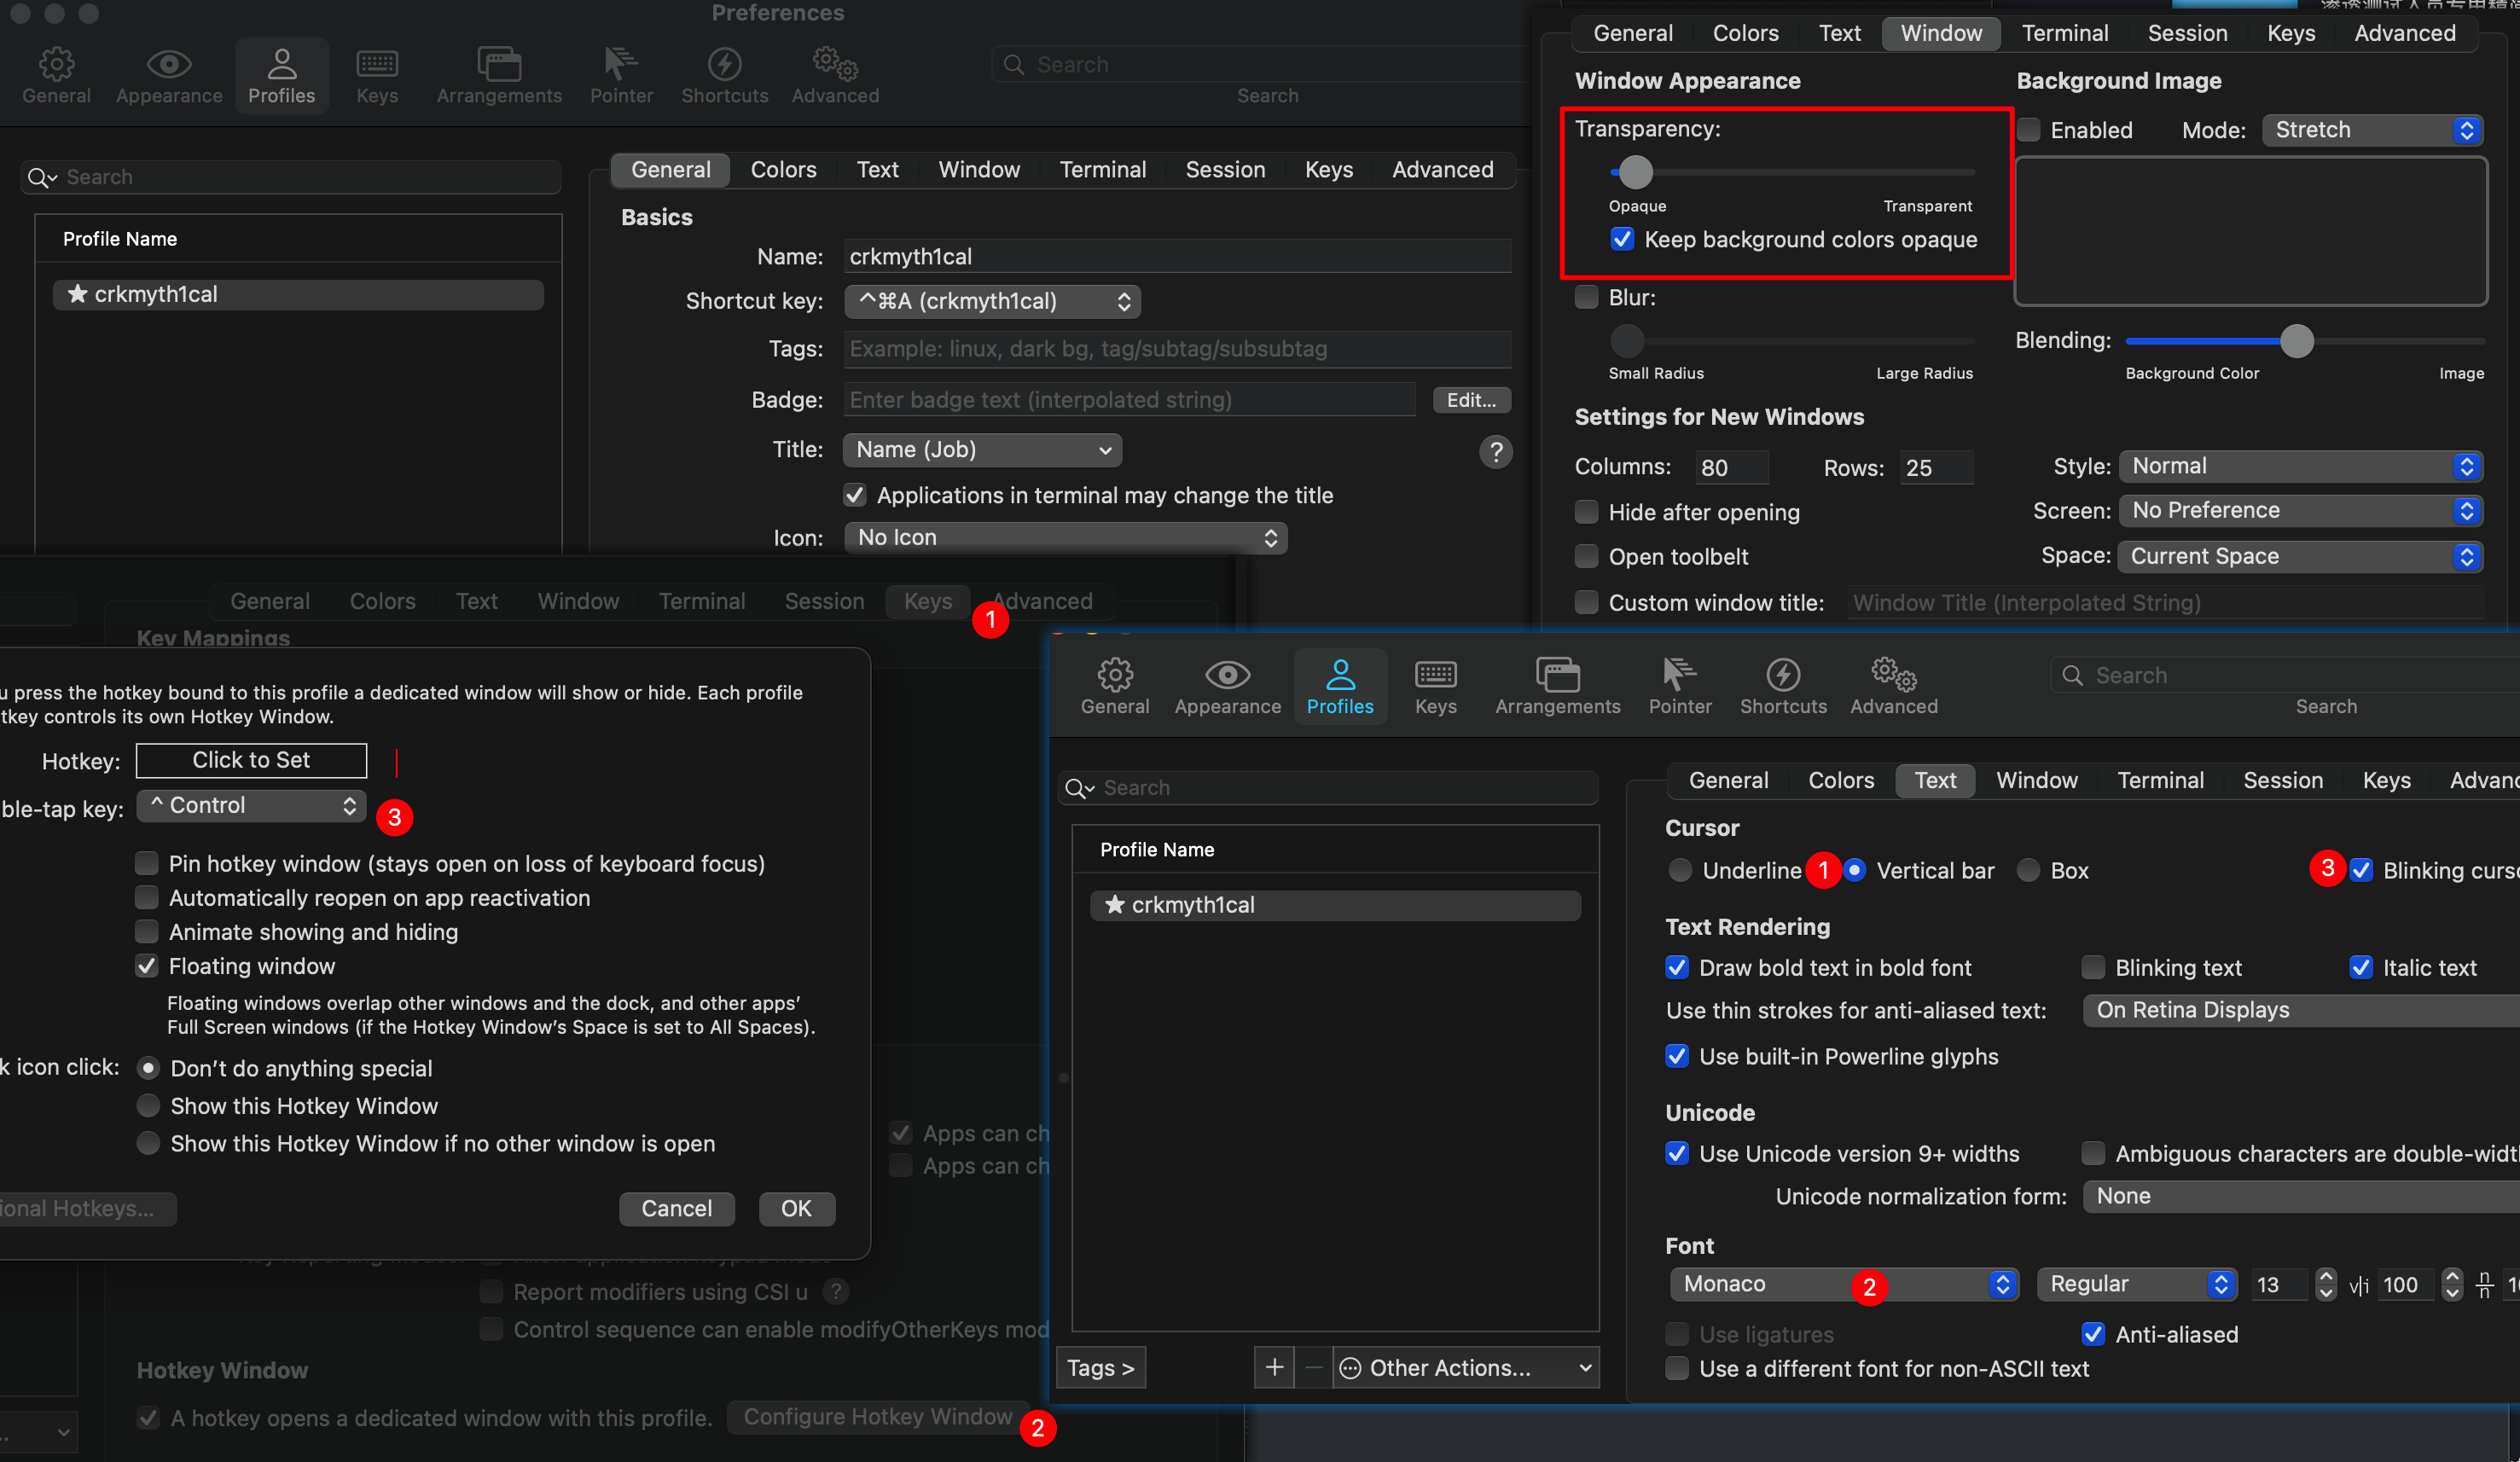 Preferences
General
Appearance
Profiles
Keys
Arrangements
Pointer
Shortcuts
Advanced
Search
Search
Search
Profile Name
★ crkmyth1cal
General Colors Text Window Terminal Session Keys Advanced
Basics
Name: crkmyth1cal
Shortcut key: ^⌘A (crkmyth1cal)
Tags: Example: linux, dark bg, tag/subtag/subsubtag
Badge: Enter badge text (interpolated string) Edit...
Title: Name (Job) ?
Applications in terminal may change the title
Icon: No Icon
General Colors Text Window Terminal Session Keys Advanced
Window Appearance
Transparency:
Opaque Transparent
Keep background colors opaque
Blur:
Small Radius Large Radius
Background Image
Enabled Mode: Stretch
Blending:
Background Color Image
Settings for New Windows
Columns: 80 Rows: 25 Style: Normal
Hide after opening Screen: No Preference
Open toolbelt Space: Current Space
Custom window title: Window Title (Interpolated String)
General Colors Text Window Terminal Session Keys Advanced
1
Key Mappings
u press the hotkey bound to this profile a dedicated window will show or hide. Each profile
tkey controls its own Hotkey Window.
Hotkey: Click to Set
ble-tap key: ^ Control 3
Pin hotkey window (stays open on loss of keyboard focus)
Automatically reopen on app reactivation
Animate showing and hiding
Floating window
Floating windows overlap other windows and the dock, and other apps’
Full Screen windows (if the Hotkey Window’s Space is set to All Spaces).
k icon click: Don’t do anything special
Show this Hotkey Window
Show this Hotkey Window if no other window is open
ional Hotkeys... Cancel OK
Apps can ch
Apps can ch
Report modifiers using CSI u ?
Control sequence can enable modifyOtherKeys mod
Hotkey Window
A hotkey opens a dedicated window with this profile. Configure Hotkey Window 2
General
Appearance
Profiles
Keys
Arrangements
Pointer
Shortcuts
Advanced
Search
Search
Search
Profile Name
★ crkmyth1cal
Tags > + − Other Actions...
General Colors Text Window Terminal Session Keys Advanc
Cursor
Underline 1 Vertical bar Box 3 Blinking curso
Text Rendering
Draw bold text in bold font Blinking text Italic text
Use thin strokes for anti-aliased text: On Retina Displays
Use built-in Powerline glyphs
Unicode
Use Unicode version 9+ widths Ambiguous characters are double-widt
Unicode normalization form: None
Font
Monaco 2 Regular 13 v|i 100 n/n 10
Use ligatures Anti-aliased
Use a different font for non-ASCII text